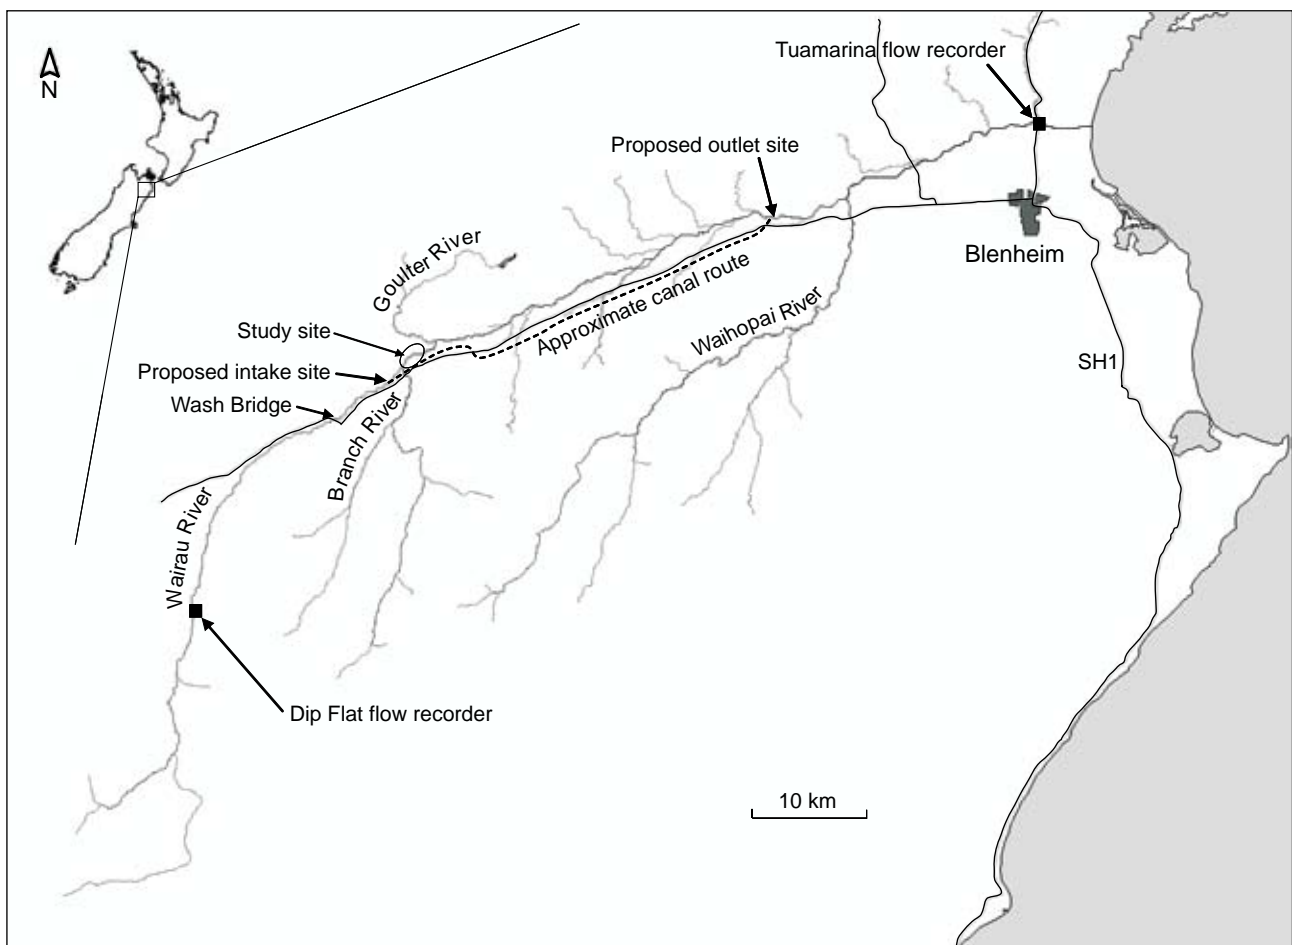 Tuamarina flow recorder
N
Proposed outlet site
Goulter River
Blenheim
Approximate canal route
Waihopai River
Study site
Proposed intake site
SH1
Wash Bridge
Branch River
Wairau River
Dip Flat flow recorder
10 km